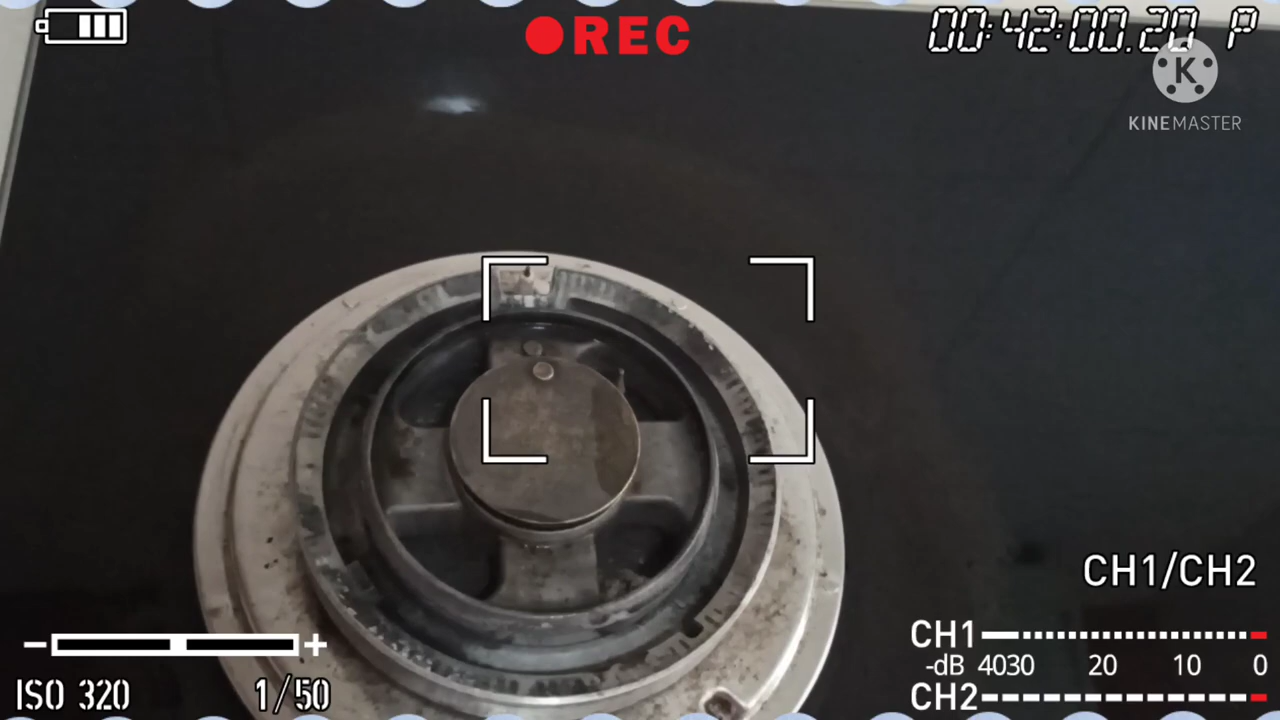 REC
00:42:00.20 P
K
KINEMASTER
CH1/CH2
CH1
-dB 4030 20 10 0
CH2
- +
ISO 320 1/50